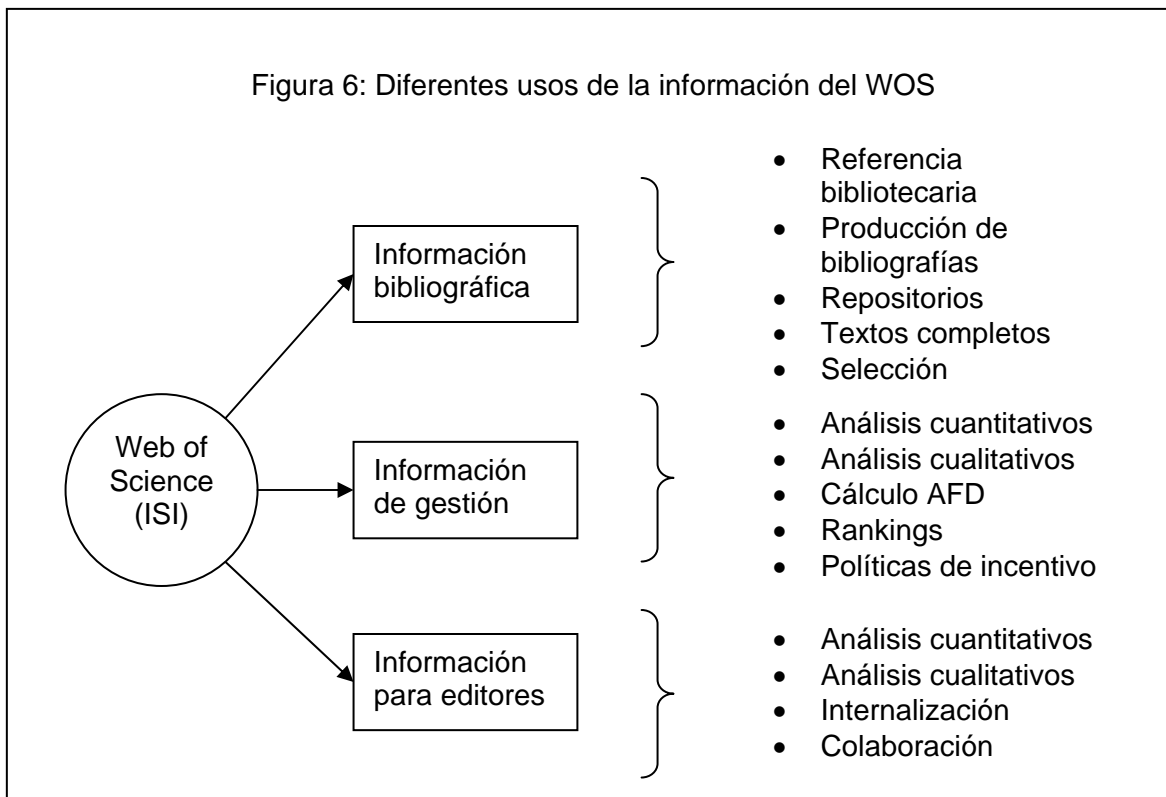 Figura 6: Diferentes usos de la información del WOS
Web of
Science
(ISI)
Información
bibliográfica
• Referencia
bibliotecaria
• Producción de
bibliografías
• Repositorios
• Textos completos
• Selección
Información
de gestión
• Análisis cuantitativos
• Análisis cualitativos
• Cálculo AFD
• Rankings
• Políticas de incentivo
Información
para editores
• Análisis cuantitativos
• Análisis cualitativos
• Internalización
• Colaboración